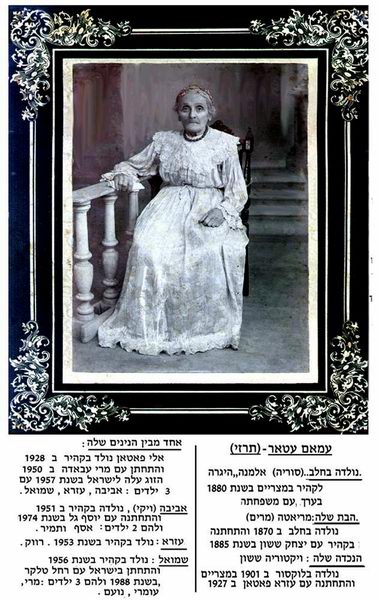 עמאם עטאר-(תרזי)
נולדה בחלב..(סוריה) אלמנה,,היגרה.
לקהיר במצריים בשנת 1880
בערך ,עם משפחתה
הבת שלה:מריאטה (מרים)
נולדה בחלב ב 1870 והתחתנה
בקהיר עם יצחק ששון בשנת 1885
הנכדה שלה : ויקטוריה ששון
נולדה בלוקסור ב 1901 במצריים
והתחתנה עם עזרא פאטאן ב 1927
אחד מבין הנינים שלה:
אלי פאטאן נולד בקהיר ב 1928
והתחתן עם מרי עבאדה ב 1950
הזוג עלה לישראל בשנת 1957 עם
3 ילדים : אביבה , עזרא , שמואל.
אביבה (ויקי) , נולדה בקהיר ב 1951
והתחתנה עם יוסף גל בשנת 1974
ולהם 2 ילדים: אסף ותמיר.
עזרא : נולד בקהיר בשנת 1953 . רווק.
שמואל : נולד בקהיר בשנת 1956
והתחתן בישראל עם רחל טלקר
בשנת 1988 ולהם 3 ילדים :מרי,
עומרי , נועם .